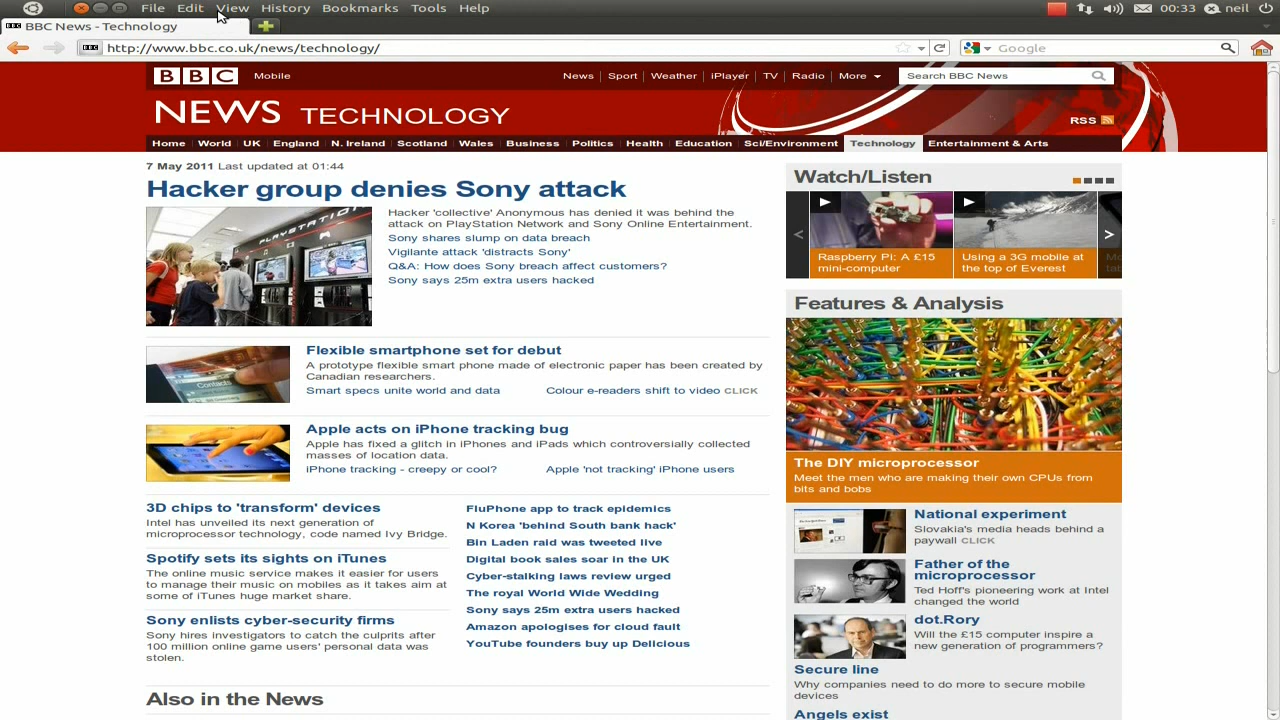 File Edit View History Bookmarks Tools Help
00:33 neil
BBC News - Technology
http://www.bbc.co.uk/news/technology/
Google
BBC Mobile
News Sport Weather iPlayer TV Radio More
Search BBC News
NEWS TECHNOLOGY
RSS
Home World UK England N. Ireland Scotland Wales Business Politics Health Education Sci/Environment Technology Entertainment & Arts
7 May 2011 Last updated at 01:44
Hacker group denies Sony attack
PLAYSTATION
Hacker 'collective' Anonymous has denied it was behind the
attack on PlayStation Network and Sony Online Entertainment.
Sony shares slump on data breach
Vigilante attack 'distracts Sony'
Q&A: How does Sony breach affect customers?
Sony says 25m extra users hacked
Contacts
Flexible smartphone set for debut
A prototype flexible smart phone made of electronic paper has been created by
Canadian researchers.
Smart specs unite world and data
Colour e-readers shift to video CLICK
Apple acts on iPhone tracking bug
Apple has fixed a glitch in iPhones and iPads which controversially collected
masses of location data.
iPhone tracking - creepy or cool?
Apple 'not tracking' iPhone users
3D chips to 'transform' devices
Intel has unveiled its next generation of
microprocessor technology, code named Ivy Bridge.
Spotify sets its sights on iTunes
The online music service makes it easier for users
to manage their music on mobiles as it takes aim at
some of iTunes huge market share.
Sony enlists cyber-security firms
Sony hires investigators to catch the culprits after
100 million online game users' personal data was
stolen.
FluPhone app to track epidemics
N Korea 'behind South bank hack'
Bin Laden raid was tweeted live
Digital book sales soar in the UK
Cyber-stalking laws review urged
The royal World Wide Wedding
Sony says 25m extra users hacked
Amazon apologises for cloud fault
YouTube founders buy up Delicious
Also in the News
Watch/Listen
Raspberry Pi: A £15
mini-computer
Using a 3G mobile at
the top of Everest
Features & Analysis
The DIY microprocessor
Meet the men who are making their own CPUs from
bits and bobs
National experiment
Slovakia's media heads behind a
paywall CLICK
Father of the
microprocessor
Ted Hoff's pioneering work at Intel
changed the world
dot.Rory
Will the £15 computer inspire a
new generation of programmers?
Secure line
Why companies need to do more to secure mobile
devices
Angels exist